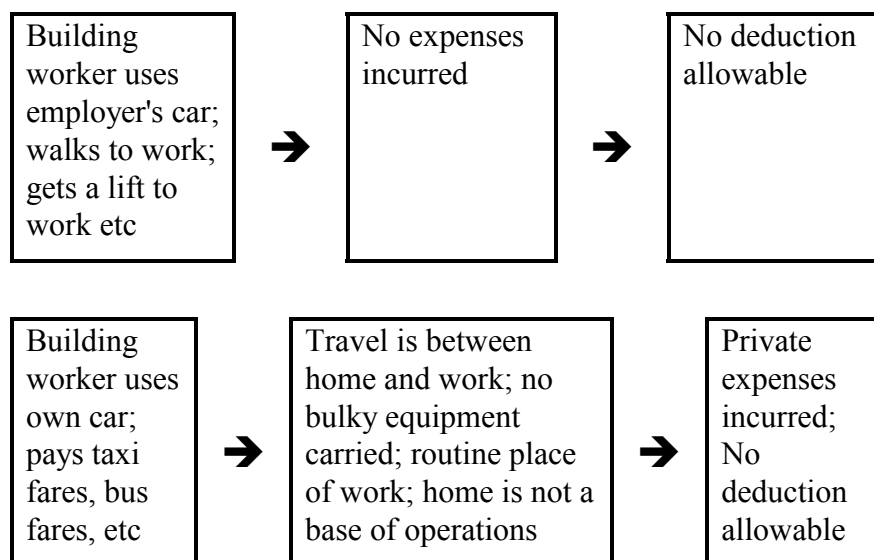 Building
worker uses
employer's car;
walks to work;
gets a lift to
work etc
No expenses
incurred
No deduction
allowable
Building
worker uses
own car;
pays taxi
fares, bus
fares, etc
Travel is between
home and work; no
bulky equipment
carried; routine place
of work; home is not a
base of operations
Private
expenses
incurred;
No
deduction
allowable